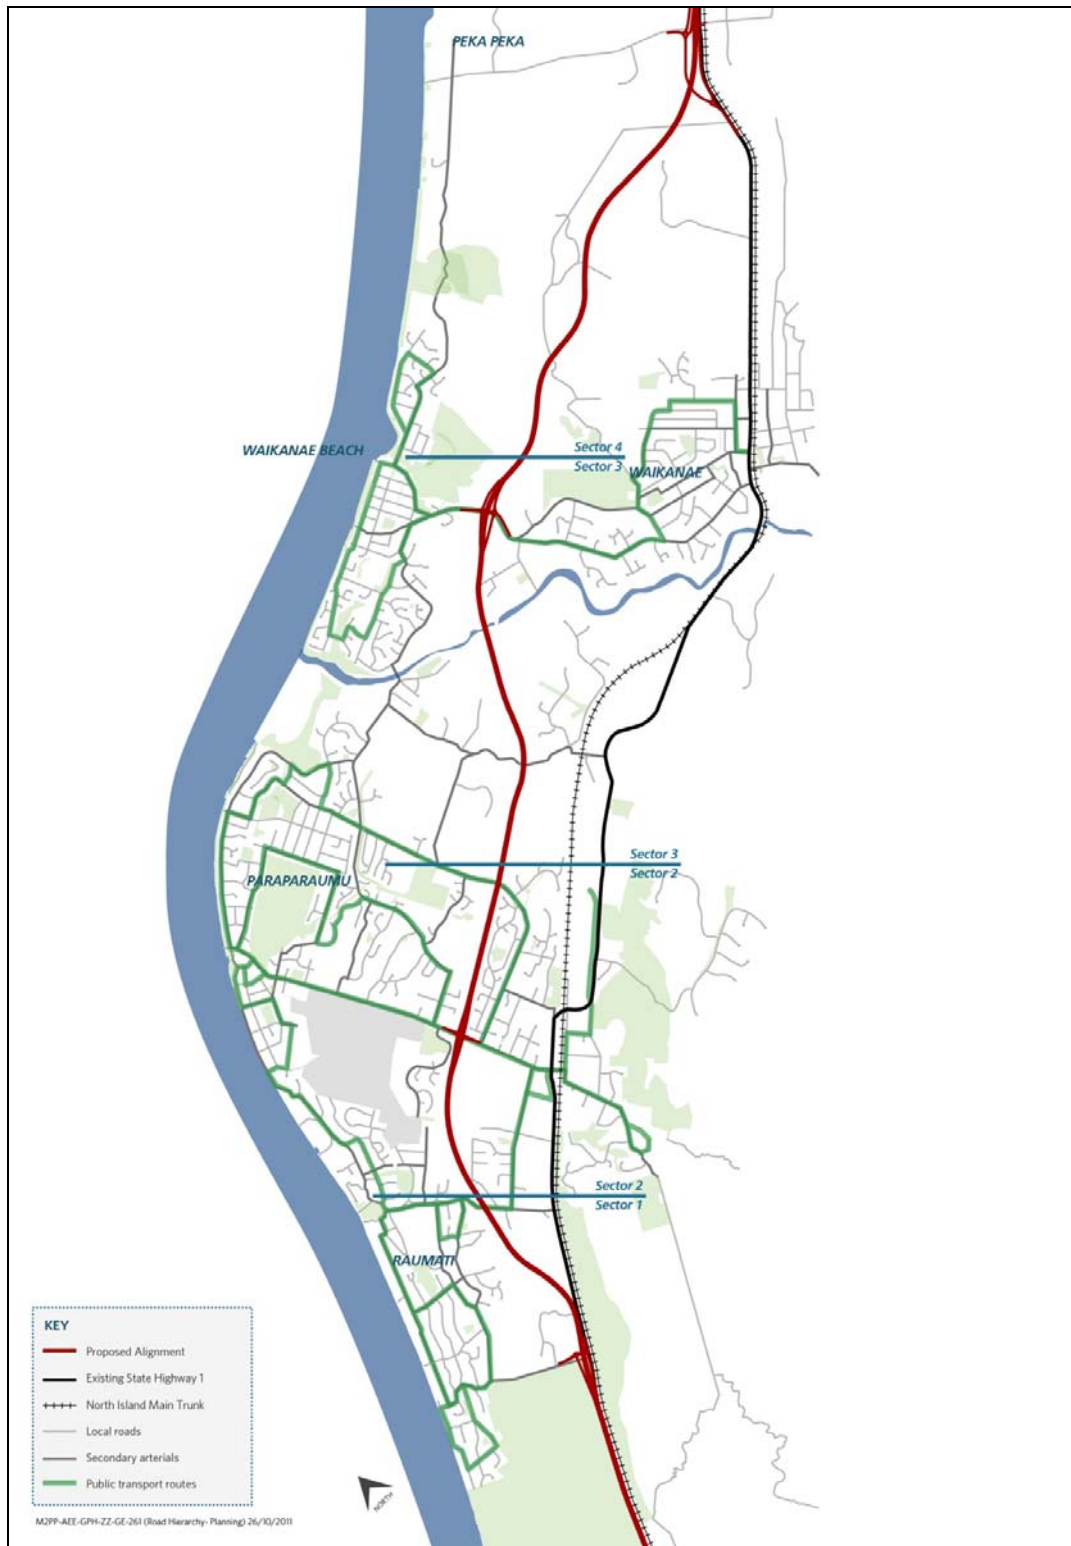 PEKA PEKA
WAIKANAE BEACH
Sector 4
Sector 3
WAIKANAE
Sector 3
Sector 2
PARAPARAUMU
Sector 2
Sector 1
RAUMATI
KEY
Proposed Alignment
Existing State Highway 1
North Island Main Trunk
Local roads
Secondary arterials
Public transport routes
NORTH
M2PP-AEE-GPH-ZZ-GE-261 (Road Hierarchy- Planning) 26/10/2011